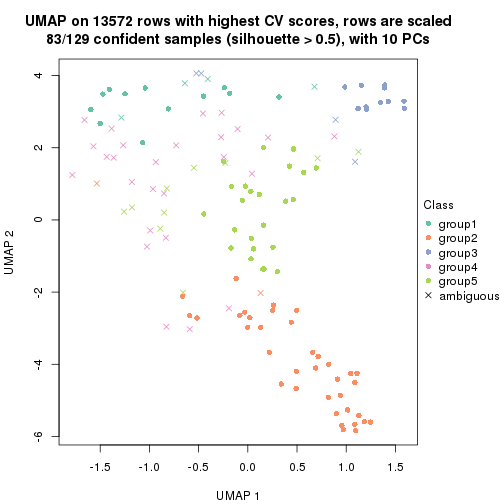 UMAP on 13572 rows with highest CV scores, rows are scaled
83/129 confident samples (silhouette > 0.5), with 10 PCs
4
2
0
-2
-4
-6
UMAP 2
-1.5 -1.0 -0.5 0.0 0.5 1.0 1.5
UMAP 1
Class
group1
group2
group3
group4
group5
ambiguous